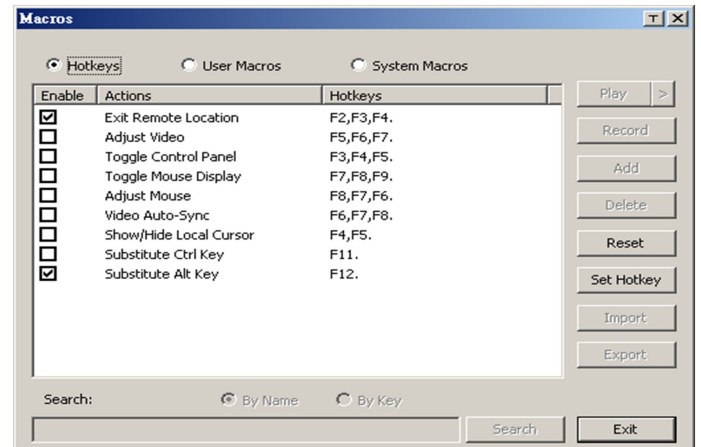 Macros
T X
Hotkeys User Macros System Macros
Enable Actions Hotkeys
Exit Remote Location F2,F3,F4.
Adjust Video F5,F6,F7.
Toggle Control Panel F3,F4,F5.
Toggle Mouse Display F7,F8,F9.
Adjust Mouse F8,F7,F6.
Video Auto-Sync F6,F7,F8.
Show/Hide Local Cursor F4,F5.
Substitute Ctrl Key F11.
Substitute Alt Key F12.
Play >
Record
Add
Delete
Reset
Set Hotkey
Import
Export
Search: By Name By Key
Search Exit